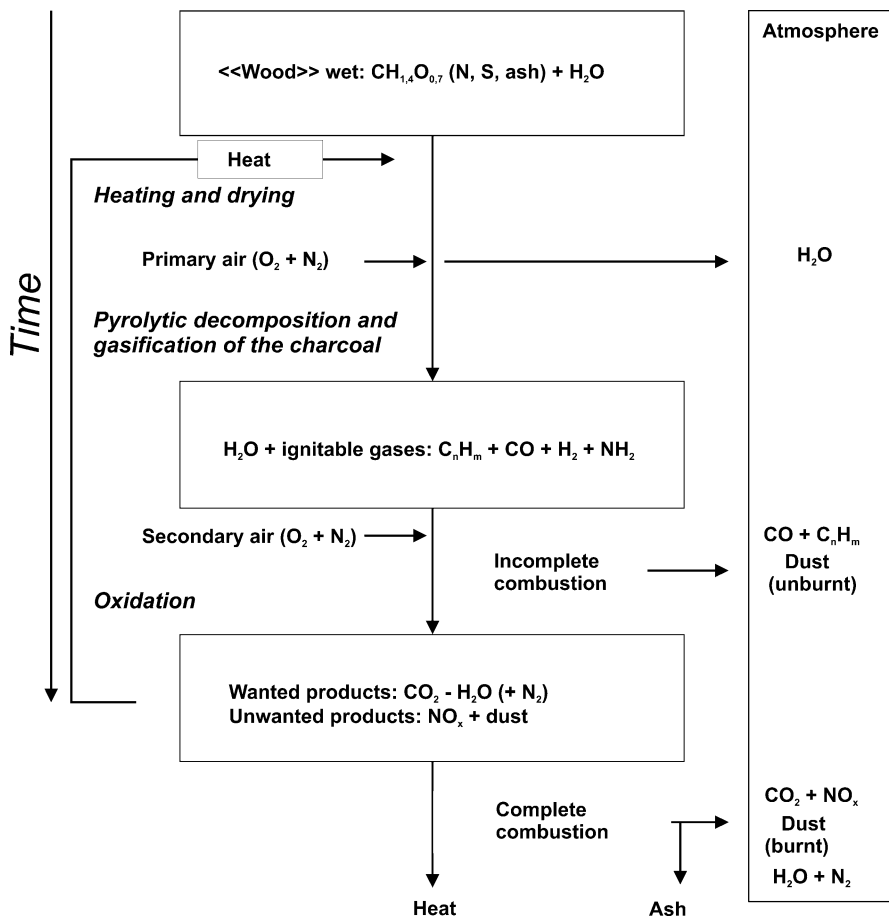 Atmosphere
<<Wood>> wet: CH₁,₄O₀,₇ (N, S, ash) + H₂O
Heat
Heating and drying
Primary air (O₂ + N₂)
H₂O
Time
Pyrolytic decomposition and
gasification of the charcoal
H₂O + ignitable gases: CₙHₘ + CO + H₂ + NH₂
Secondary air (O₂ + N₂)
Incomplete
combustion
CO + CₙHₘ
Dust
(unburnt)
Oxidation
Wanted products: CO₂ - H₂O (+ N₂)
Unwanted products: NOₓ + dust
Complete
combustion
CO₂ + NOₓ
Dust
(burnt)
H₂O + N₂
Heat
Ash